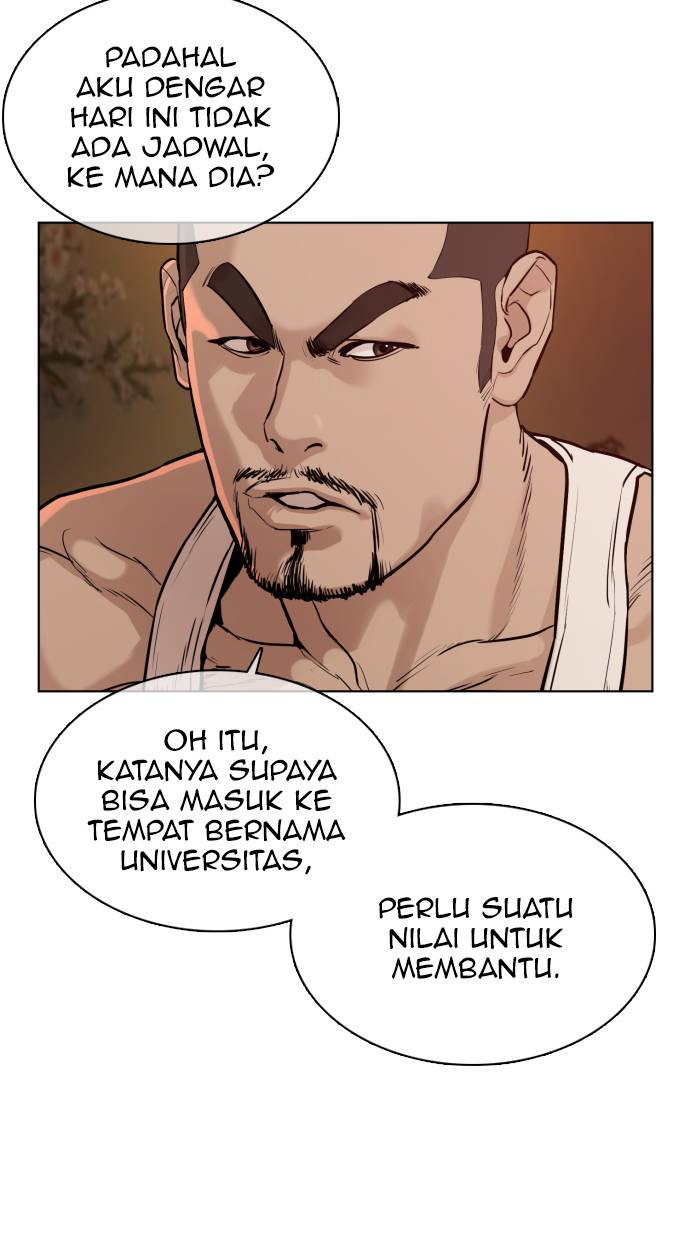 PADAHAL
AKU DENGAR
HARI INI TIDAK
ADA JADWAL,
KE MANA DIA?
OH ITU,
KATANYA SUPAYA
BISA MASUK KE
TEMPAT BERNAMA
UNIVERSITAS,
PERLU SUATU
NILAI UNTUK
MEMBANTU.